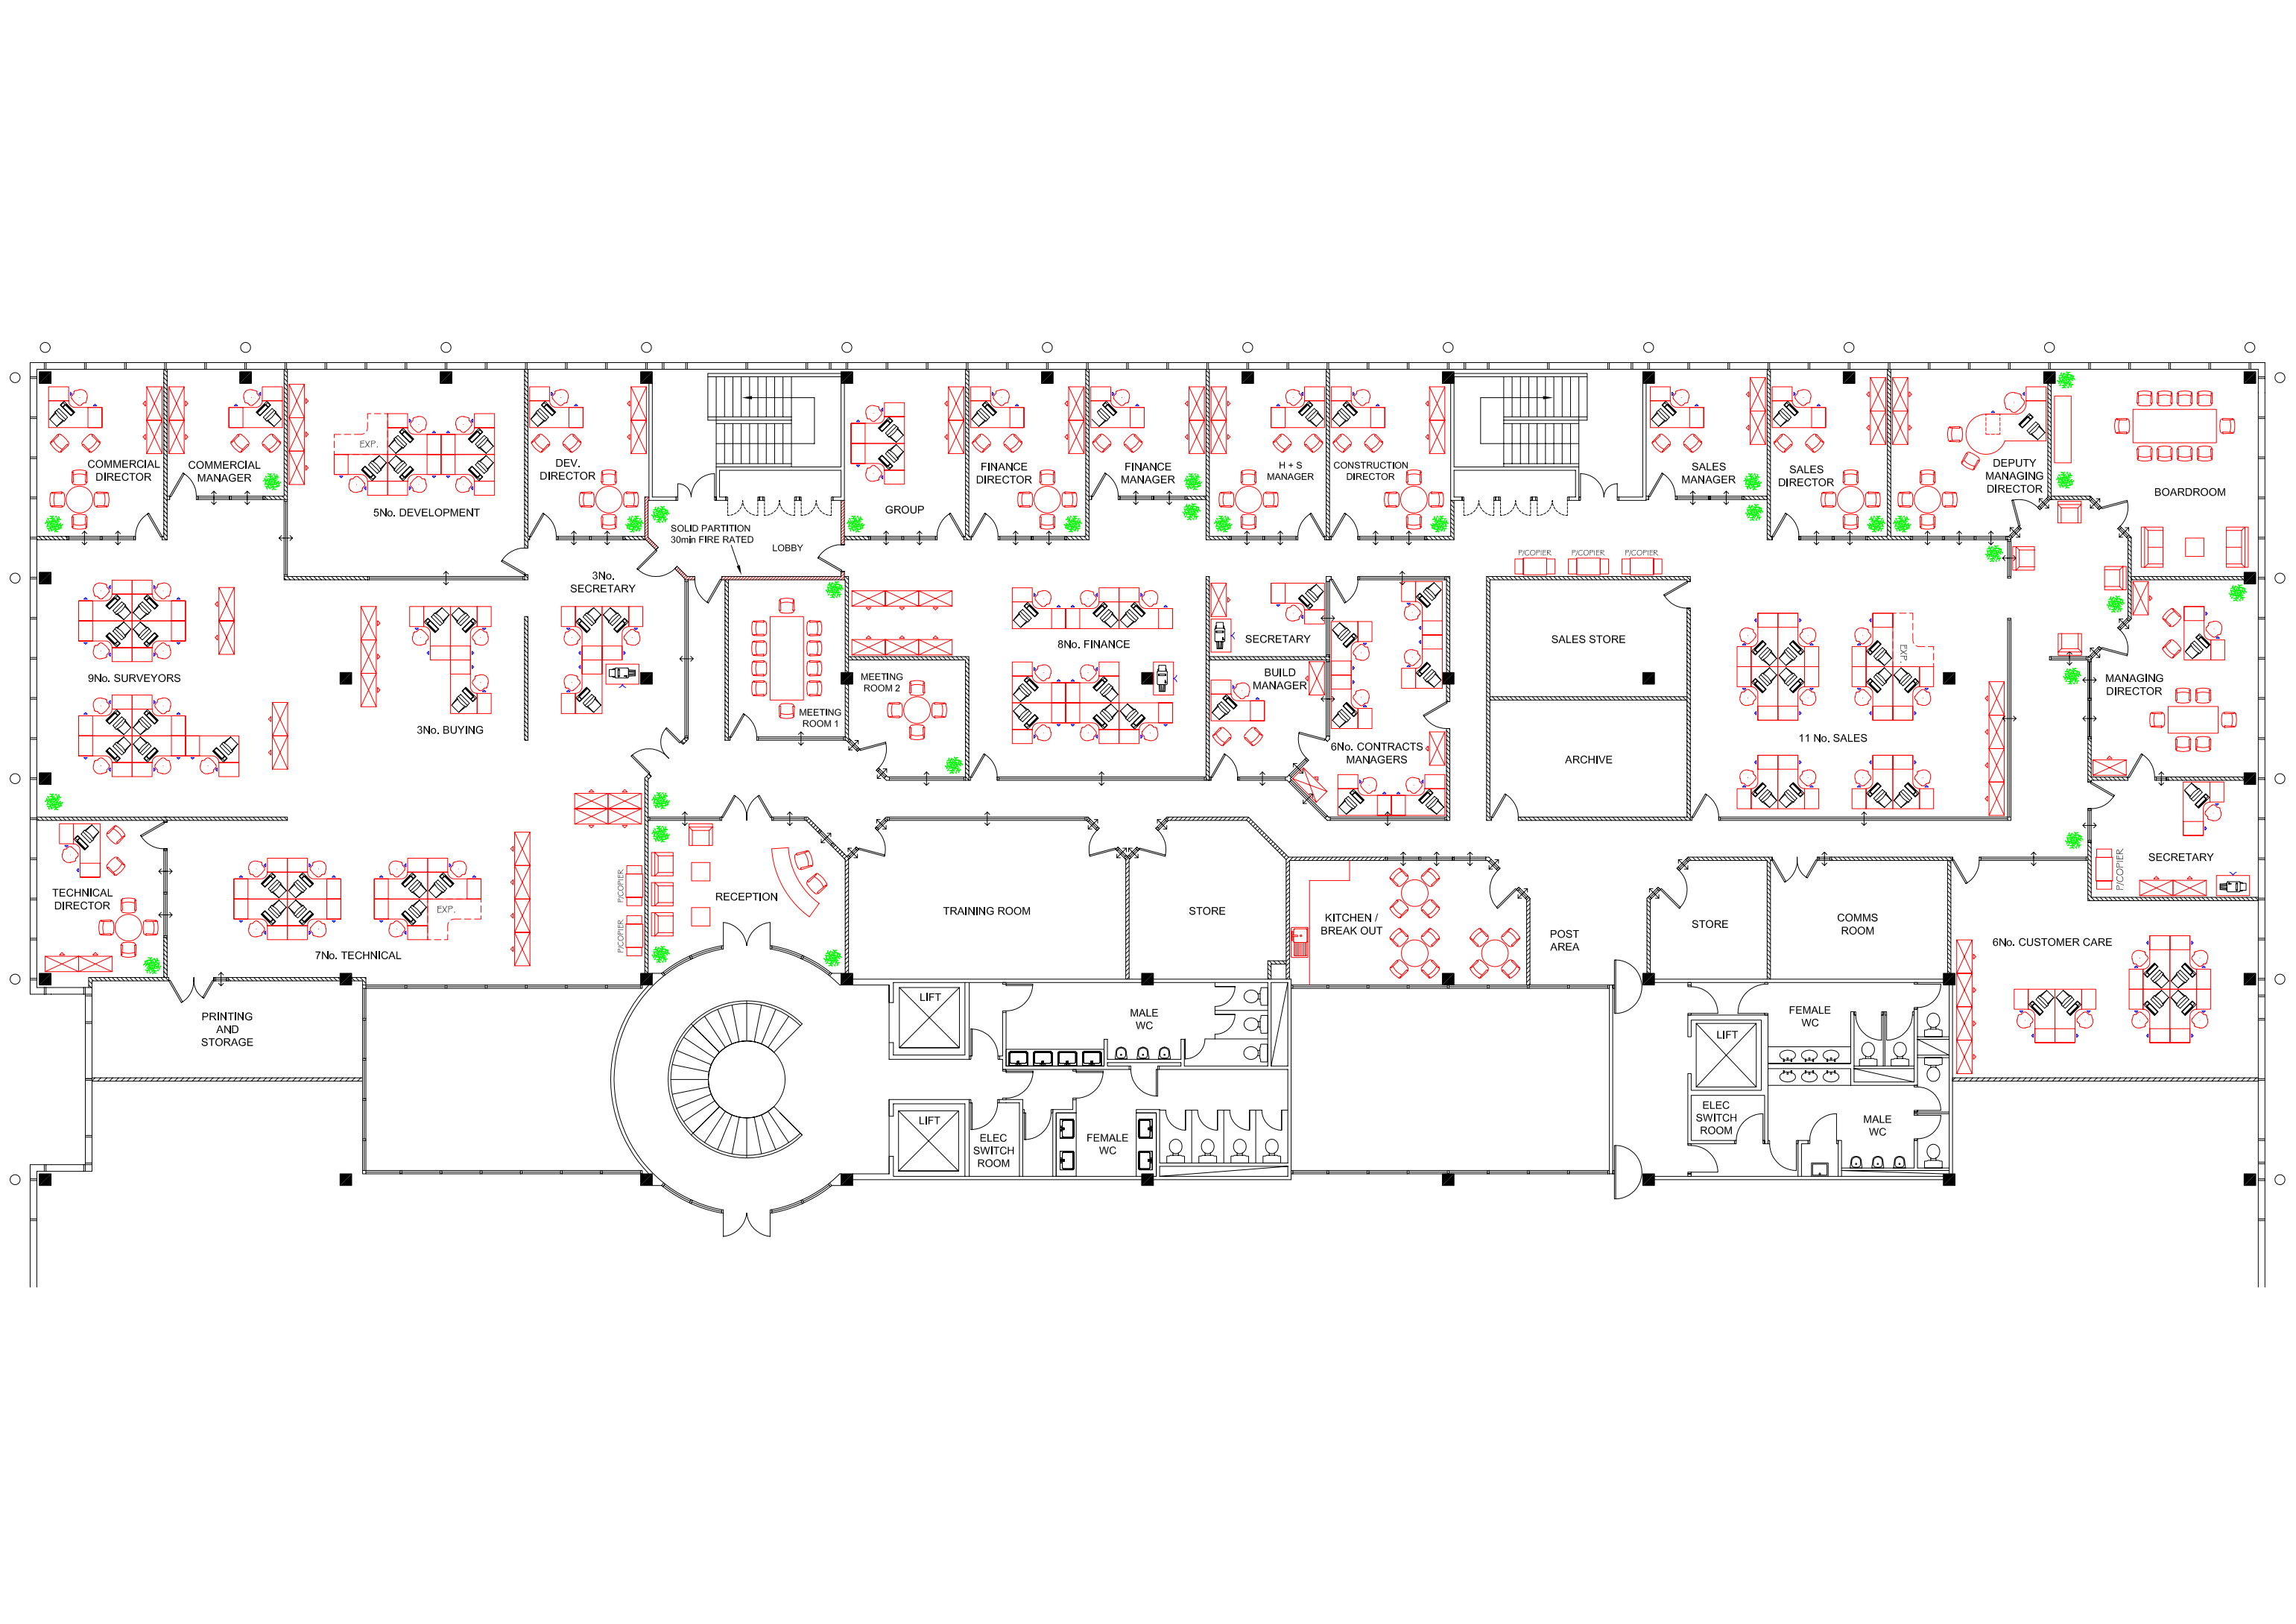 COMMERCIAL
DIRECTOR
COMMERCIAL
MANAGER
EXP.
5No. DEVELOPMENT
DEV.
DIRECTOR
SOLID PARTITION
30min FIRE RATED
LOBBY
GROUP
FINANCE
DIRECTOR
FINANCE
MANAGER
H + S
MANAGER
CONSTRUCTION
DIRECTOR
SALES
MANAGER
SALES
DIRECTOR
DEPUTY
MANAGING
DIRECTOR
BOARDROOM
P/COPIER
P/COPIER
P/COPIER
3No.
SECRETARY
9No. SURVEYORS
3No. BUYING
MEETING
ROOM 1
MEETING
ROOM 2
8No. FINANCE
SECRETARY
BUILD
MANAGER
6No. CONTRACTS
MANAGERS
SALES STORE
ARCHIVE
EXP.
11 No. SALES
MANAGING
DIRECTOR
TECHNICAL
DIRECTOR
EXP.
7No. TECHNICAL
P/COPIER
P/COPIER
RECEPTION
TRAINING ROOM
STORE
KITCHEN /
BREAK OUT
POST
AREA
STORE
COMMS
ROOM
P/COPIER
SECRETARY
6No. CUSTOMER CARE
PRINTING
AND
STORAGE
LIFT
MALE
WC
LIFT
ELEC
SWITCH
ROOM
FEMALE
WC
LIFT
FEMALE
WC
ELEC
SWITCH
ROOM
MALE
WC